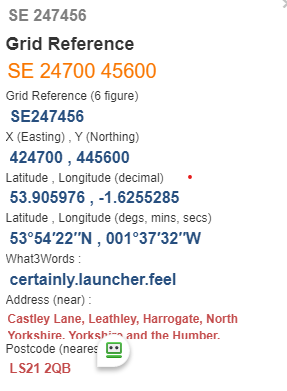 SE 247456
Grid Reference
SE 24700 45600
Grid Reference (6 figure)
SE247456
X (Easting) , Y (Northing)
424700 , 445600
Latitude , Longitude (decimal)
53.905976 , -1.6255285
Latitude , Longitude (degs, mins, secs)
53°54′22″N , 001°37′32″W
What3Words :
certainly.launcher.feel
Address (near) :
Castley Lane, Leathley, Harrogate, North
Yorkshire, Yorkshire and the Humber,
Postcode (neares
LS21 2QB